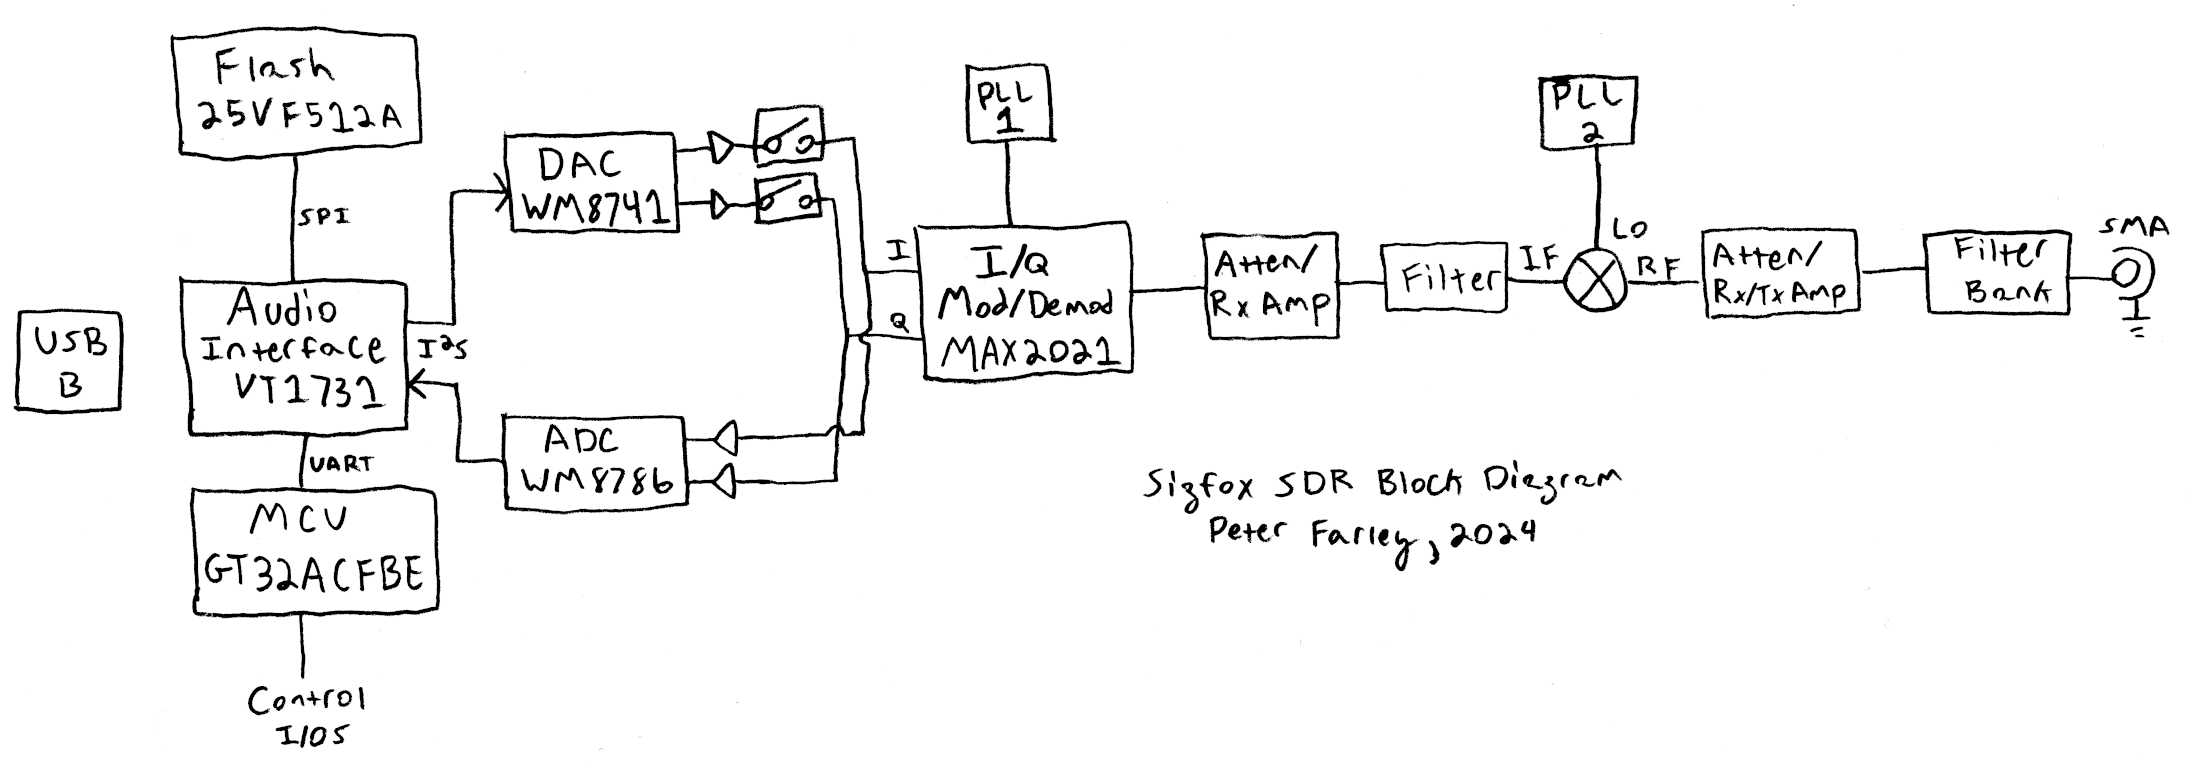 Flash
25VF512A
SPI
USB
B
Audio
Interface
VT1731
I²S
UART
MCU
GT32ACFBE
Control
I/OS
DAC
WM8741
ADC
WM8786
PLL
1
I
Q
I/Q
Mod/Demod
MAX2021
Atten/
Rx Amp
Filter
IF
PLL
2
LO
RF
Atten/
Rx/Tx Amp
Filter
Bank
SMA
Sigfox SDR Block Diagram
Peter Farley, 2024